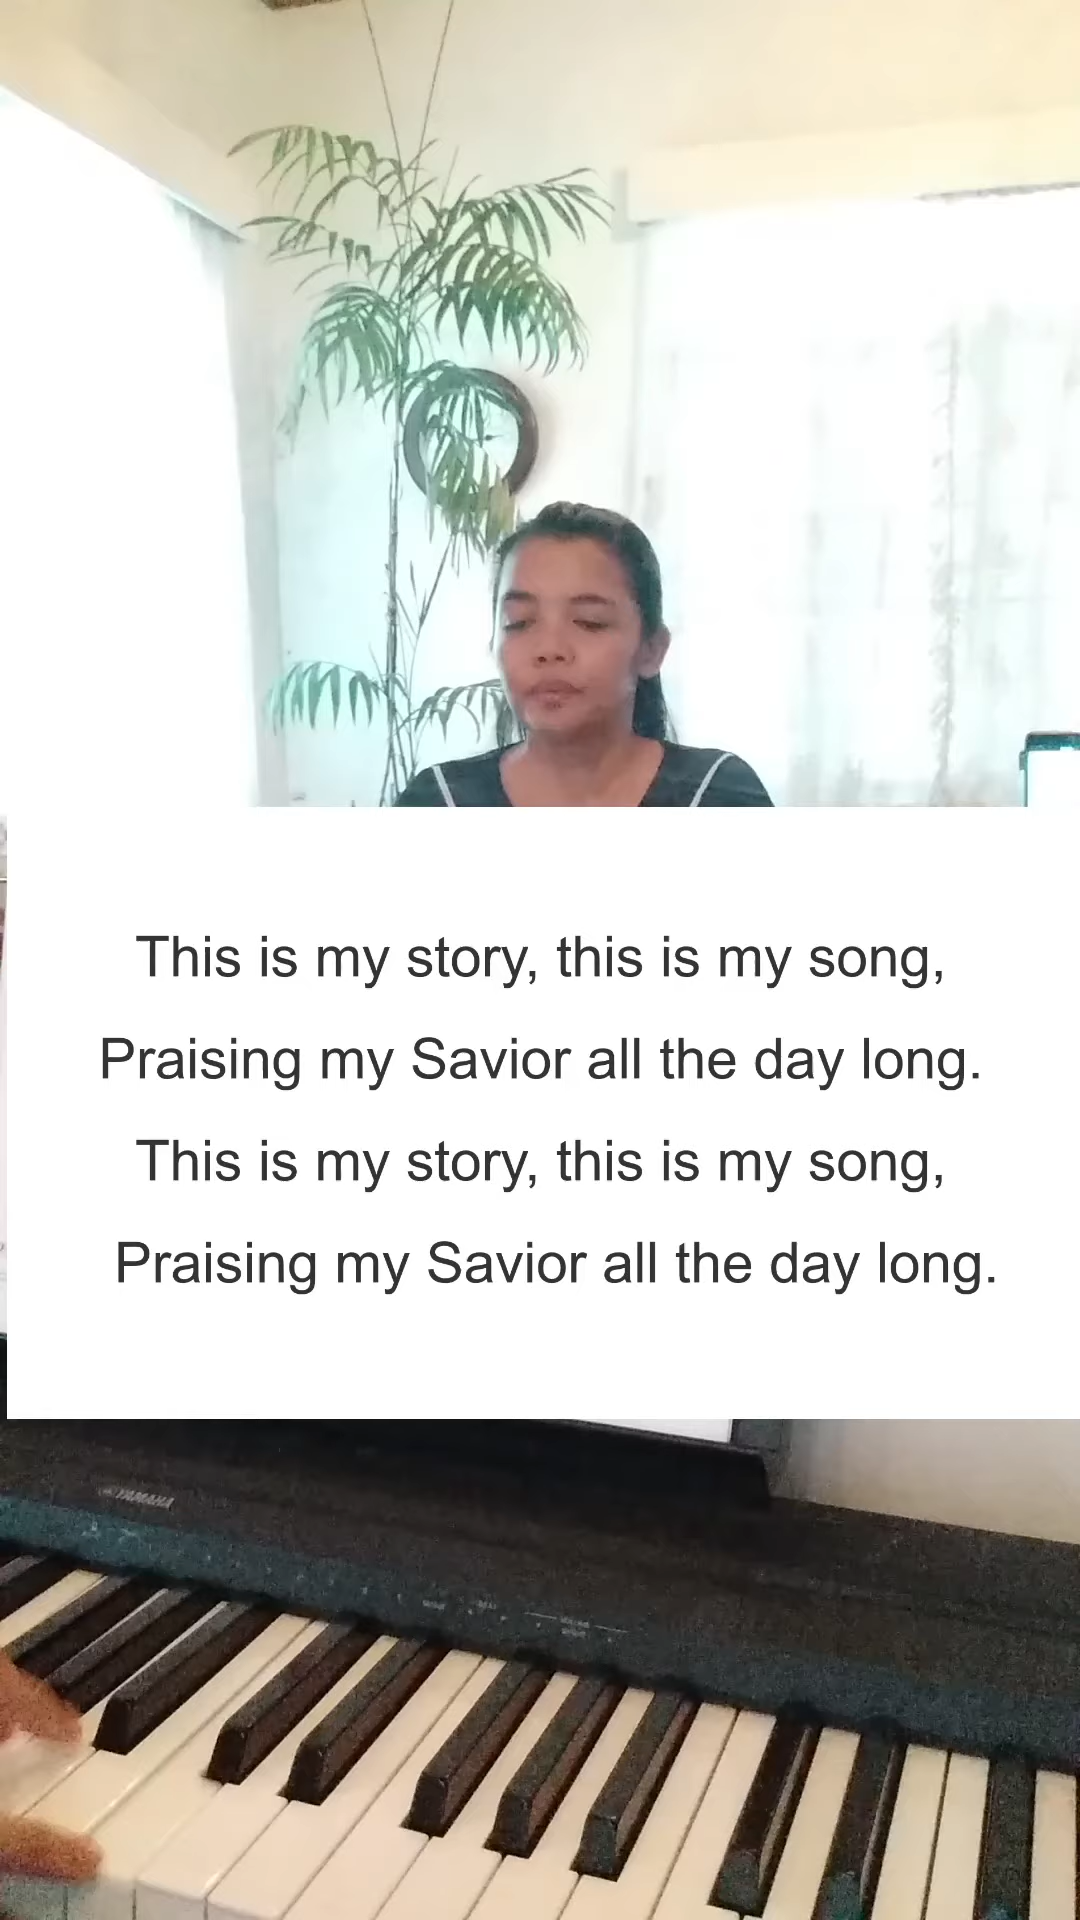 This is my story, this is my song,
Praising my Savior all the day long.
This is my story, this is my song,
Praising my Savior all the day long.
YAMAHA